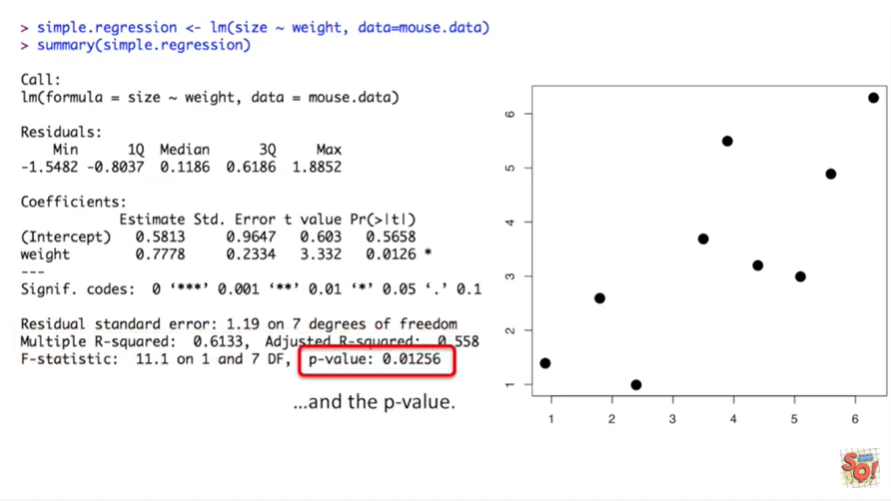 > simple.regression <- lm(size ~ weight, data=mouse.data)
> summary(simple.regression)
Call:
lm(formula = size ~ weight, data = mouse.data)
Residuals:
Min 1Q Median 3Q Max
-1.5482 -0.8037 0.1186 0.6186 1.8852
Coefficients:
Estimate Std. Error t value Pr(>|t|)
(Intercept) 0.5813 0.9647 0.603 0.5658
weight 0.7778 0.2334 3.332 0.0126 *
---
Signif. codes: 0 ‘***’ 0.001 ‘**’ 0.01 ‘*’ 0.05 ‘.’ 0.1
Residual standard error: 1.19 on 7 degrees of freedom
Multiple R-squared: 0.6133, Adjusted R-squared: 0.558
F-statistic: 11.1 on 1 and 7 DF, p-value: 0.01256
...and the p-value.
6
5
4
3
2
1
1 2 3 4 5 6
SQ!